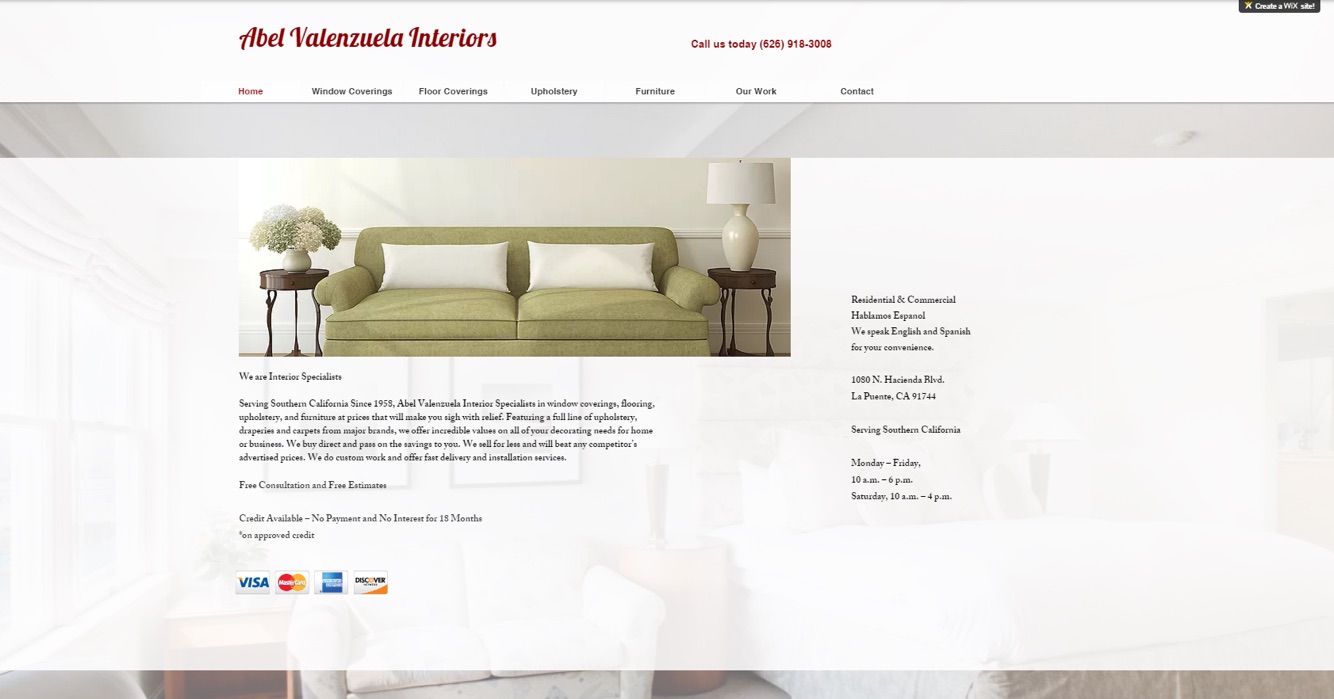 Create a WiX site!
Abel Valenzuela Interiors
Call us today (626) 918-3008
Home
Window Coverings
Floor Coverings
Upholstery
Furniture
Our Work
Contact
We are Interior Specialists
Serving Southern California Since 1958, Abel Valenzuela Interior Specialists in window coverings, flooring,
upholstery, and furniture at prices that will make you sigh with relief. Featuring a full line of upholstery,
draperies and carpets from major brands, we offer incredible values on all of your decorating needs for home
or business. We buy direct and pass on the savings to you. We sell for less and will beat any competitor's
advertised prices. We do custom work and offer fast delivery and installation services.
Free Consultation and Free Estimates
Credit Available – No Payment and No Interest for 18 Months
*on approved credit
VISA
MasterCard
DISCOVER
Residential & Commercial
Hablamos Espanol
We speak English and Spanish
for your convenience.
1080 N. Hacienda Blvd.
La Puente, CA 91744
Serving Southern California
Monday – Friday,
10 a.m. – 6 p.m.
Saturday, 10 a.m. – 4 p.m.